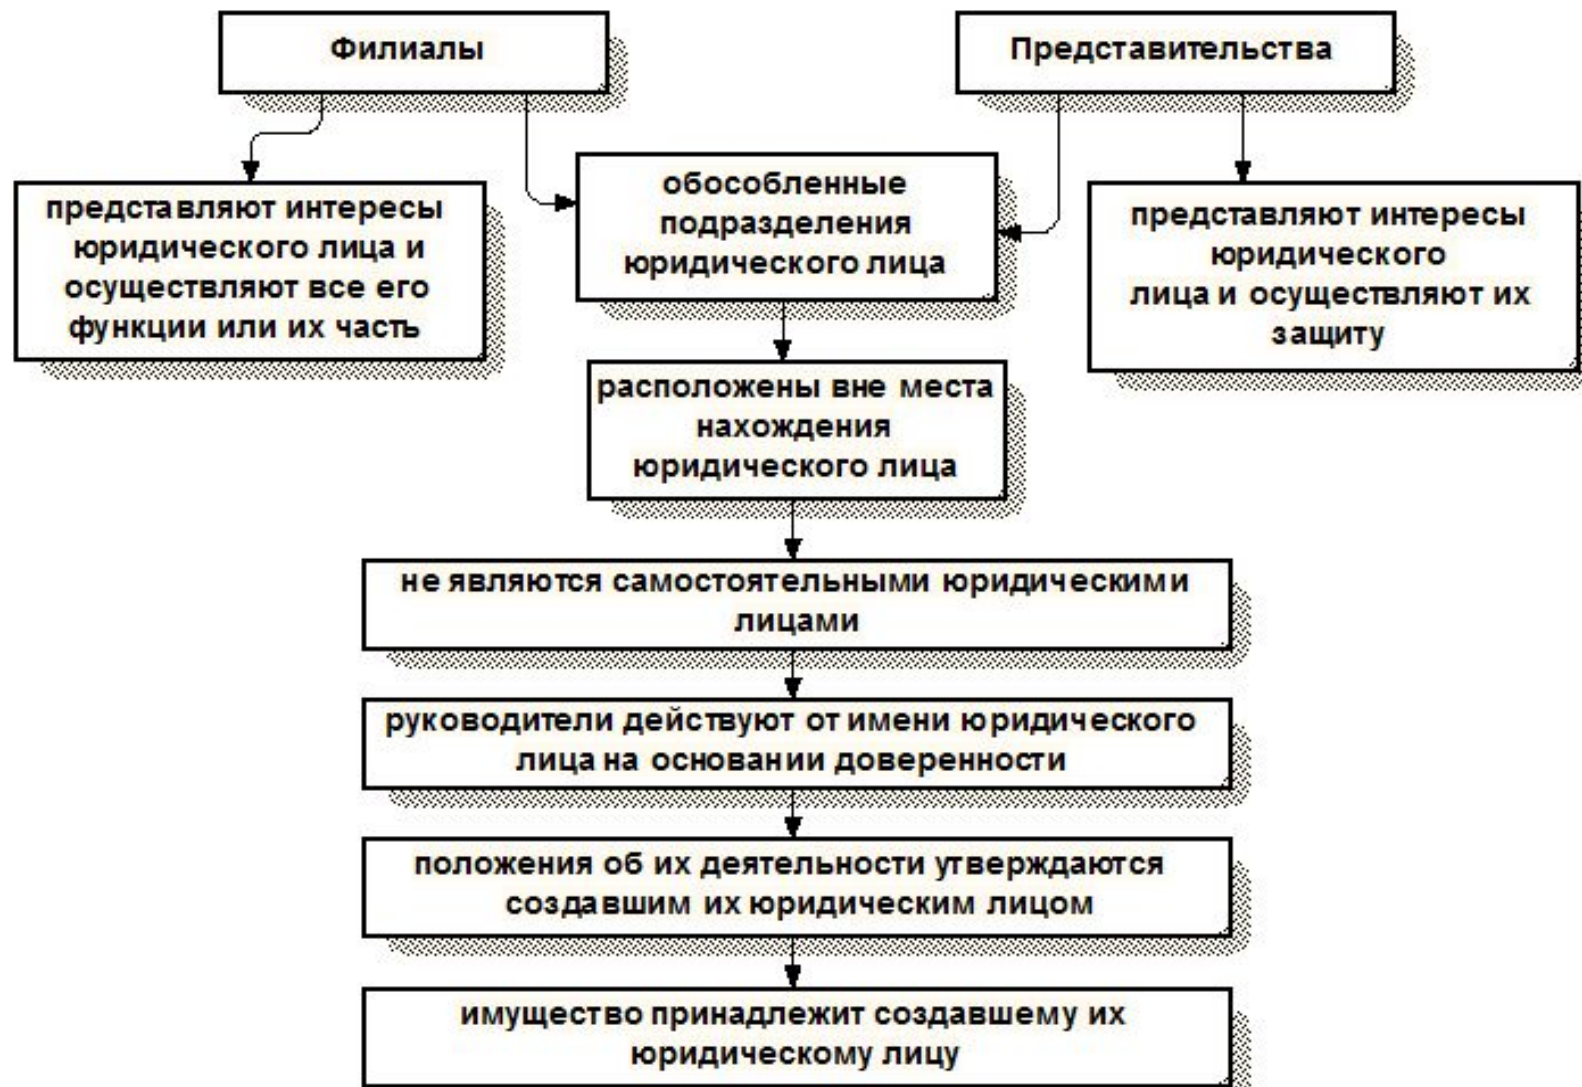 Филиалы
Представительства
представляют интересы
юридического лица и
осуществляют все его
функции или их часть
обособленные
подразделения
юридического лица
представляют интересы
юридического
лица и осуществляют их
защиту
расположены вне места
нахождения
юридического лица
не являются самостоятельными юридическими
лицами
руководители действуют от имени юридического
лица на основании доверенности
положения об их деятельности утверждаются
создавшим их юридическим лицом
имущество принадлежит создавшему их
юридическому лицу